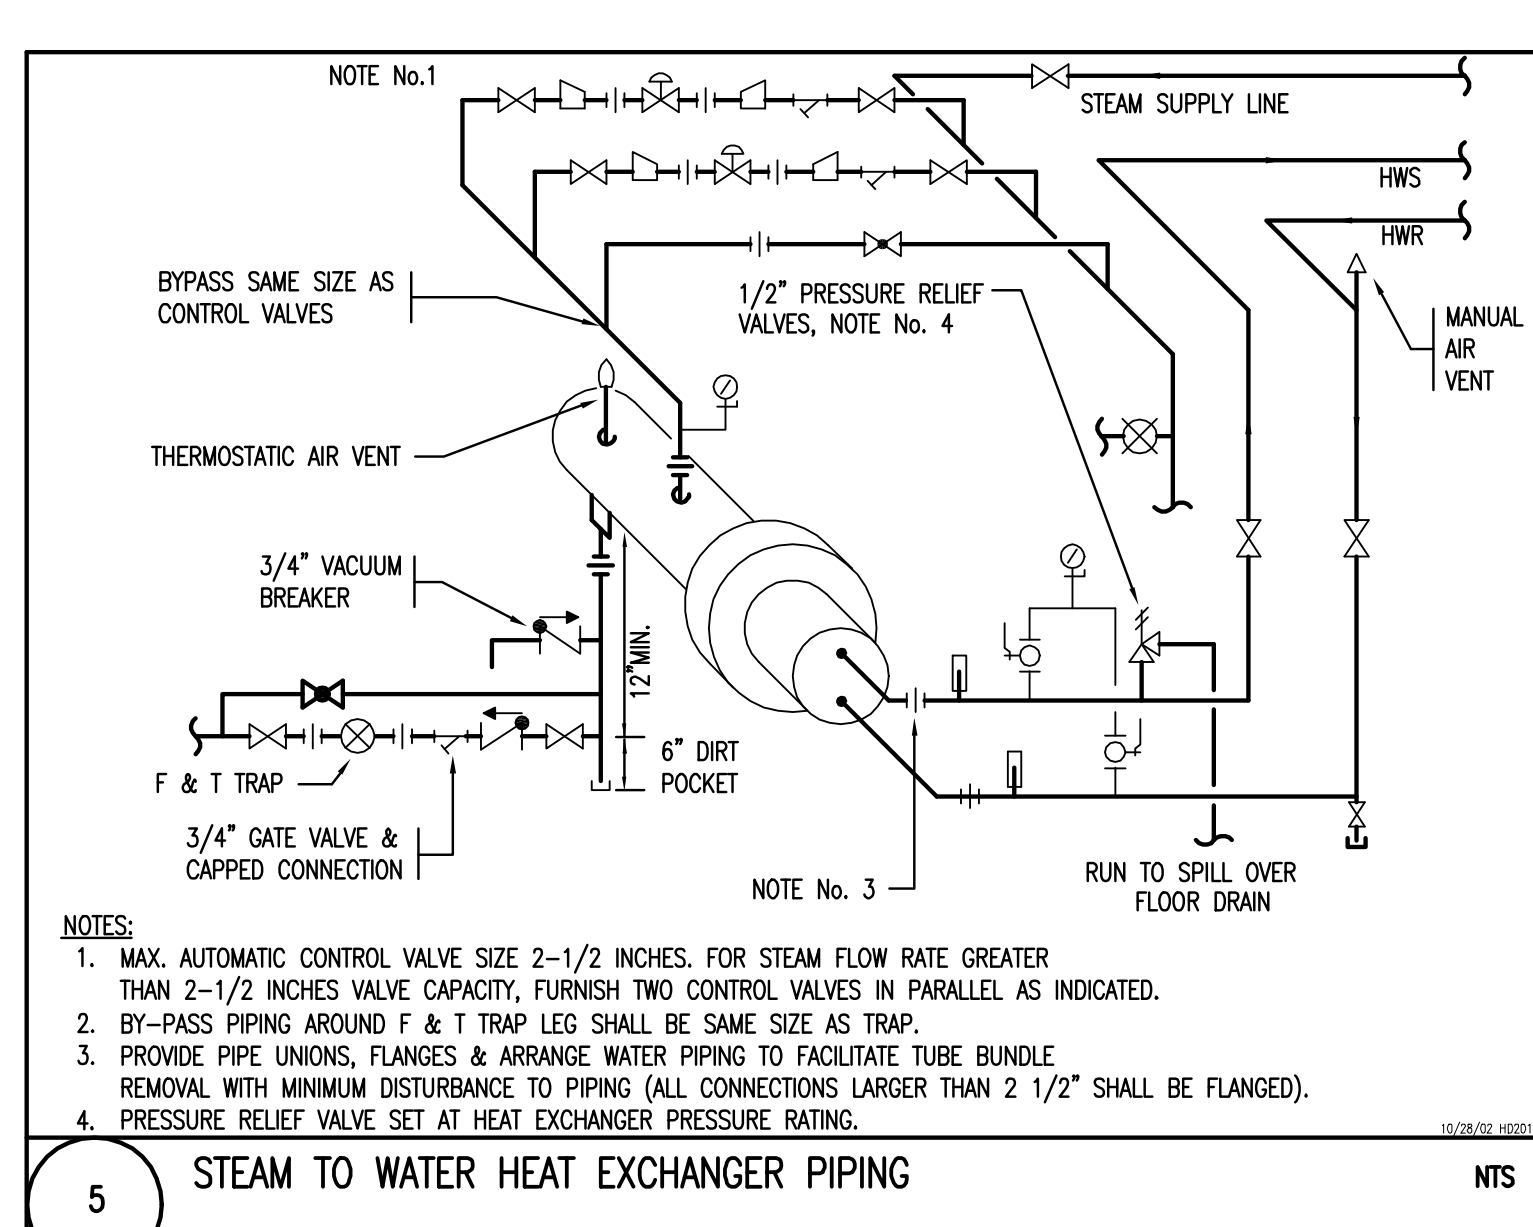 NOTE No.1
STEAM SUPPLY LINE
HWS
HWR
BYPASS SAME SIZE AS
CONTROL VALVES
1/2" PRESSURE RELIEF
VALVES, NOTE No. 4
MANUAL
AIR
VENT
THERMOSTATIC AIR VENT
3/4" VACUUM
BREAKER
12"MIN.
6" DIRT
POCKET
F & T TRAP
3/4" GATE VALVE &
CAPPED CONNECTION
NOTE No. 3
RUN TO SPILL OVER
FLOOR DRAIN
NOTES:
1. MAX. AUTOMATIC CONTROL VALVE SIZE 2-1/2 INCHES. FOR STEAM FLOW RATE GREATER
THAN 2-1/2 INCHES VALVE CAPACITY, FURNISH TWO CONTROL VALVES IN PARALLEL AS INDICATED.
2. BY-PASS PIPING AROUND F & T TRAP LEG SHALL BE SAME SIZE AS TRAP.
3. PROVIDE PIPE UNIONS, FLANGES & ARRANGE WATER PIPING TO FACILITATE TUBE BUNDLE
REMOVAL WITH MINIMUM DISTURBANCE TO PIPING (ALL CONNECTIONS LARGER THAN 2 1/2" SHALL BE FLANGED).
4. PRESSURE RELIEF VALVE SET AT HEAT EXCHANGER PRESSURE RATING.
10/28/02 HD201
5
STEAM TO WATER HEAT EXCHANGER PIPING
NTS